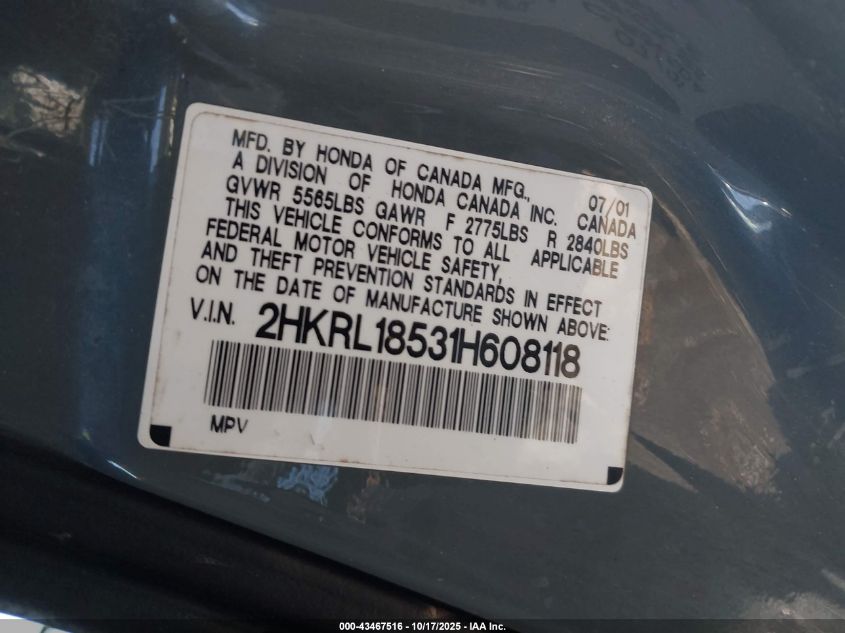 MFD. BY HONDA OF CANADA MFG., 07/01
A DIVISION OF HONDA CANADA INC. CANADA
GVWR 5565LBS GAWR F 2775LBS R 2840LBS
THIS VEHICLE CONFORMS TO ALL APPLICABLE
FEDERAL MOTOR VEHICLE SAFETY,
AND THEFT PREVENTION STANDARDS IN EFFECT
ON THE DATE OF MANUFACTURE SHOWN ABOVE:
V.I.N. 2HKRL18531H608118
MPV
000-43467516 - 10/17/2025 - IAA Inc.